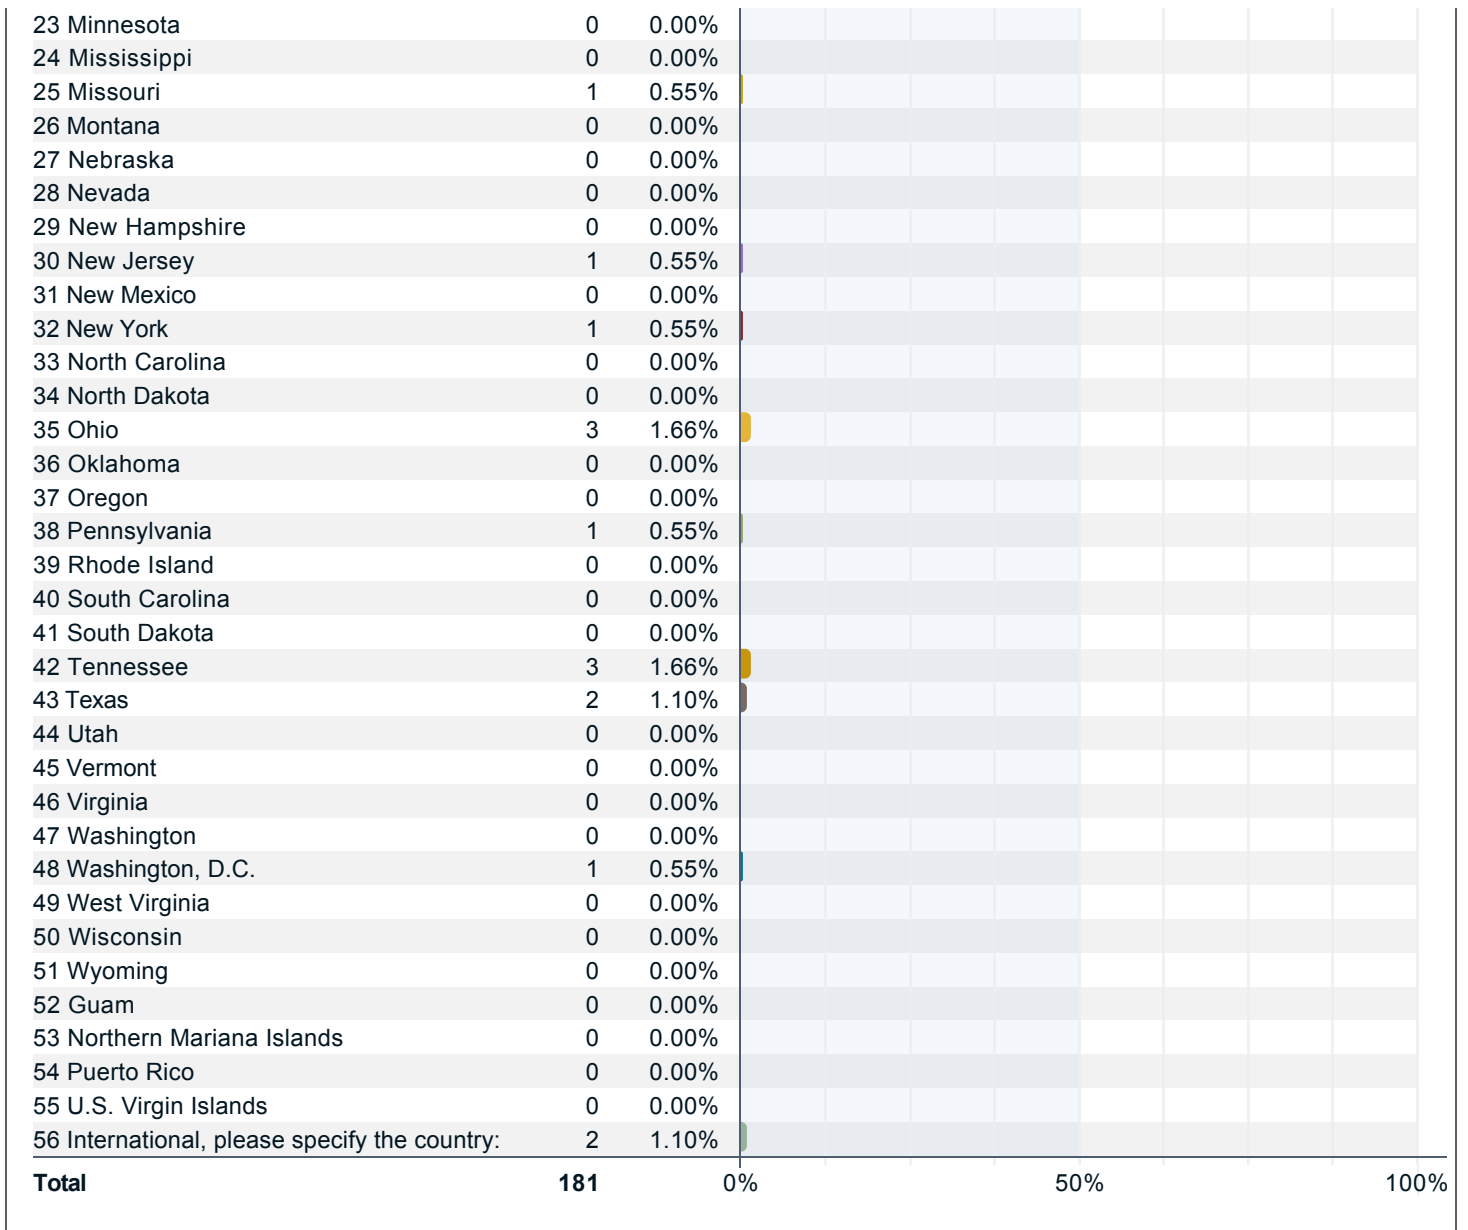 23 Minnesota 0 0.00%
24 Mississippi 0 0.00%
25 Missouri 1 0.55%
26 Montana 0 0.00%
27 Nebraska 0 0.00%
28 Nevada 0 0.00%
29 New Hampshire 0 0.00%
30 New Jersey 1 0.55%
31 New Mexico 0 0.00%
32 New York 1 0.55%
33 North Carolina 0 0.00%
34 North Dakota 0 0.00%
35 Ohio 3 1.66%
36 Oklahoma 0 0.00%
37 Oregon 0 0.00%
38 Pennsylvania 1 0.55%
39 Rhode Island 0 0.00%
40 South Carolina 0 0.00%
41 South Dakota 0 0.00%
42 Tennessee 3 1.66%
43 Texas 2 1.10%
44 Utah 0 0.00%
45 Vermont 0 0.00%
46 Virginia 0 0.00%
47 Washington 0 0.00%
48 Washington, D.C. 1 0.55%
49 West Virginia 0 0.00%
50 Wisconsin 0 0.00%
51 Wyoming 0 0.00%
52 Guam 0 0.00%
53 Northern Mariana Islands 0 0.00%
54 Puerto Rico 0 0.00%
55 U.S. Virgin Islands 0 0.00%
56 International, please specify the country: 2 1.10%
Total 181 0% 50% 100%